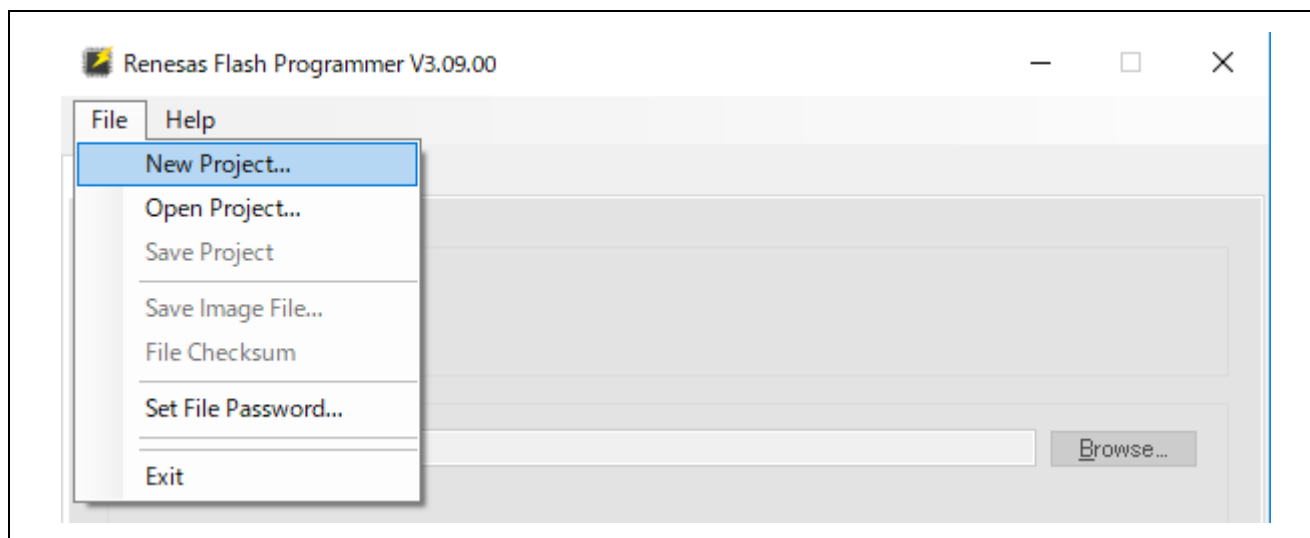 Renesas Flash Programmer V3.09.00
File Help
New Project...
Open Project...
Save Project
Save Image File...
File Checksum
Set File Password...
Browse...
Exit